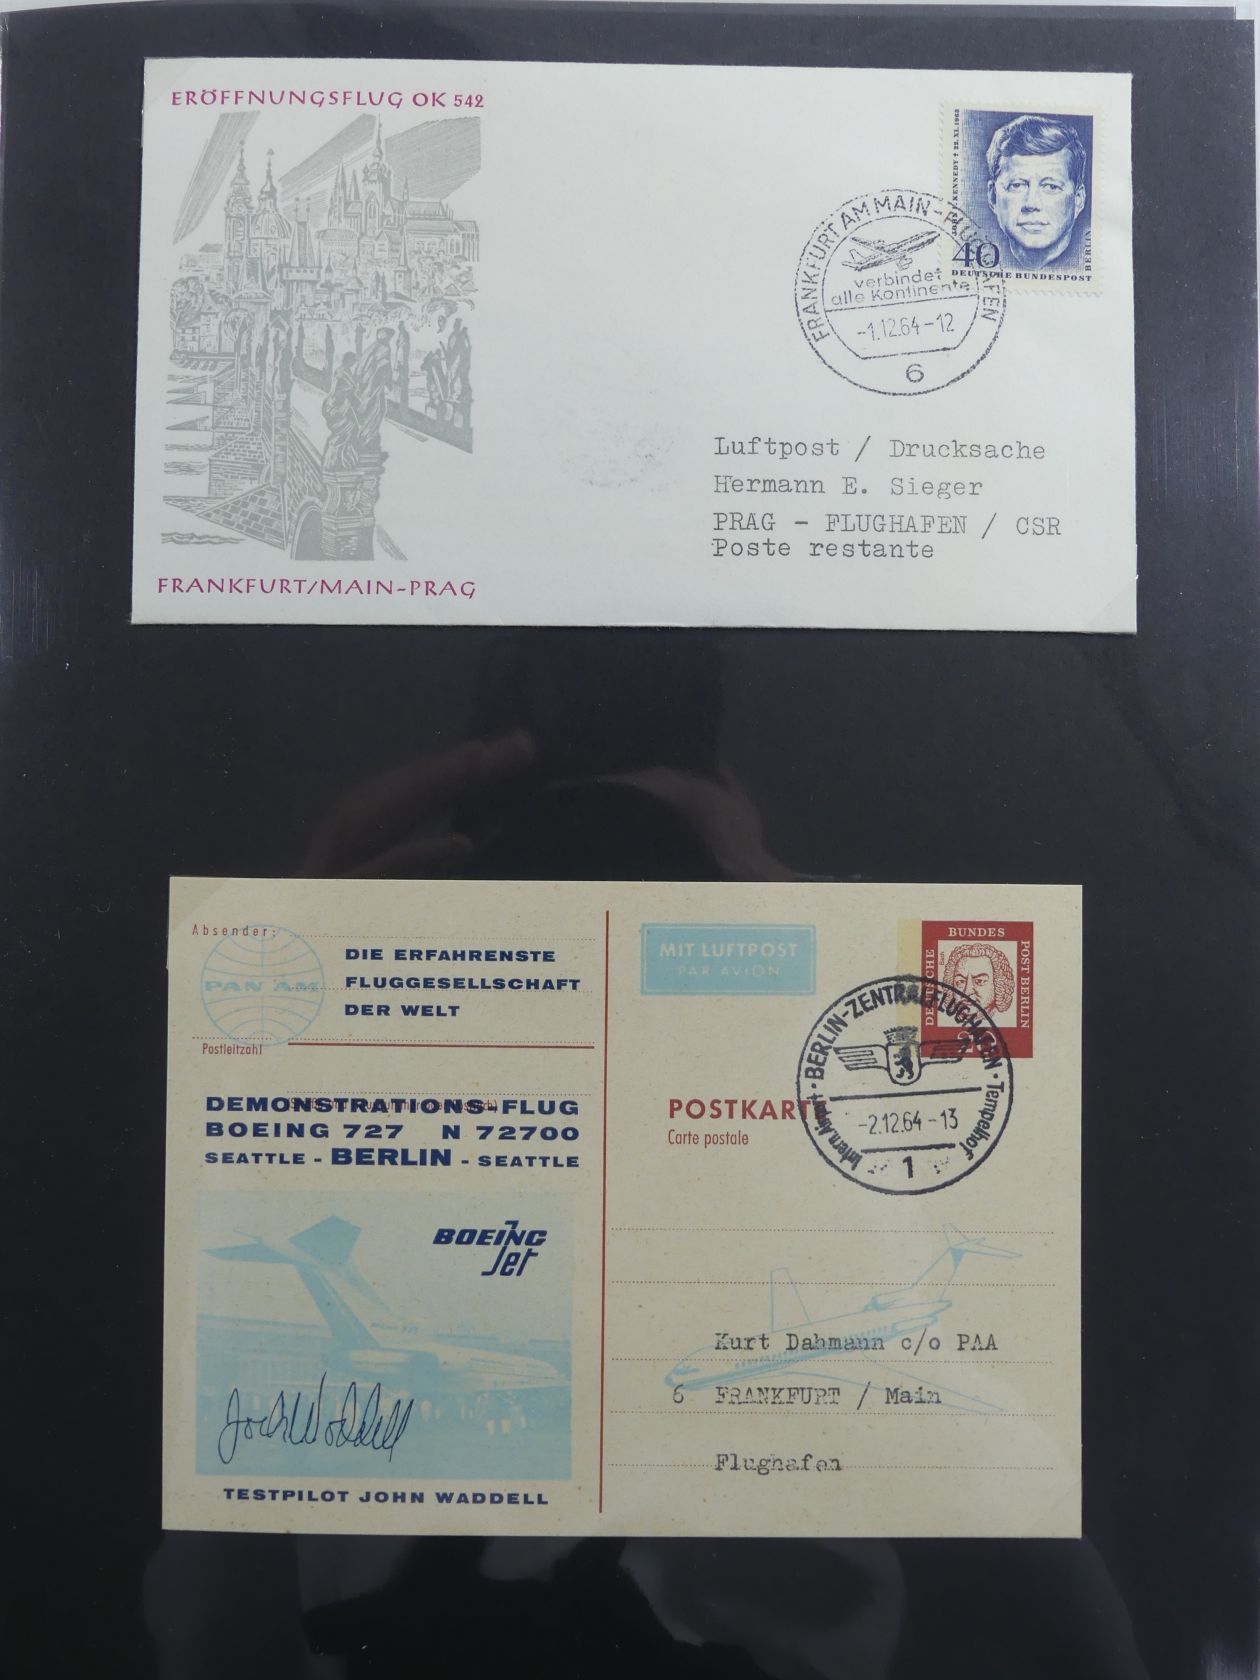 ERÖFFNUNGSFLUG OK 542
FRANKFURT/MAIN-PRAG
KENNEDY † 22. XI. 1963
40
BERLIN
DEUTSCHE BUNDESPOST
FRANKFURT AM MAIN-FLUGHAFEN
verbindet
alle Kontinente
-1.12.64-12
6
Luftpost / Drucksache
Hermann E. Sieger
PRAG - FLUGHAFEN / CSR
Poste restante
Absender:
PAN AM
DIE ERFAHRENSTE
FLUGGESELLSCHAFT
DER WELT
Postleitzahl
DEMONSTRATIONS-FLUG
BOEING 727 N 72700
SEATTLE - BERLIN - SEATTLE
BOEING
Jet
John Waddell
TESTPILOT JOHN WADDELL
MIT LUFTPOST
PAR AVION
DEUTSCHE
BUNDES
POST BERLIN
Bach
BERLIN-ZENTRALFLUGHAFEN
Intern. Airport
Tempelhof
-2.12.64-13
1
POSTKARTE
Carte postale
Kurt Dahmann c/o PAA
6 FRANKFURT / Main
Flughafen